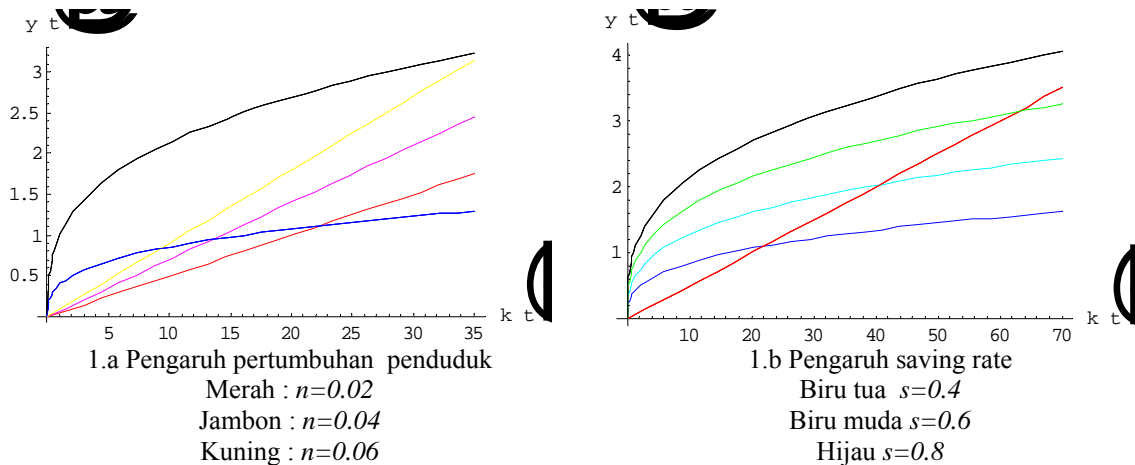 y t
3
2.5
2
1.5
1
0.5
5 10 15 20 25 30 35
k t
1.a Pengaruh pertumbuhan penduduk
Merah : n=0.02
Jambon : n=0.04
Kuning : n=0.06
y t
4
3
2
1
10 20 30 40 50 60 70
k t
1.b Pengaruh saving rate
Biru tua s=0.4
Biru muda s=0.6
Hijau s=0.8